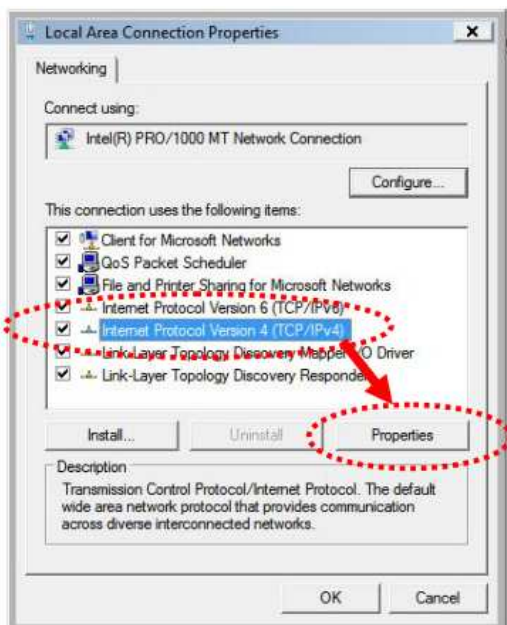 Local Area Connection Properties
Networking
Connect using:
Intel(R) PRO/1000 MT Network Connection
Configure...
This connection uses the following items:
Client for Microsoft Networks
QoS Packet Scheduler
File and Printer Sharing for Microsoft Networks
Internet Protocol Version 6 (TCP/IPv6)
Internet Protocol Version 4 (TCP/IPv4)
Link-Layer Topology Discovery Mapper I/O Driver
Link-Layer Topology Discovery Responder
Install...
Uninstall
Properties
Description
Transmission Control Protocol/Internet Protocol. The default
wide area network protocol that provides communication
across diverse interconnected networks.
OK
Cancel